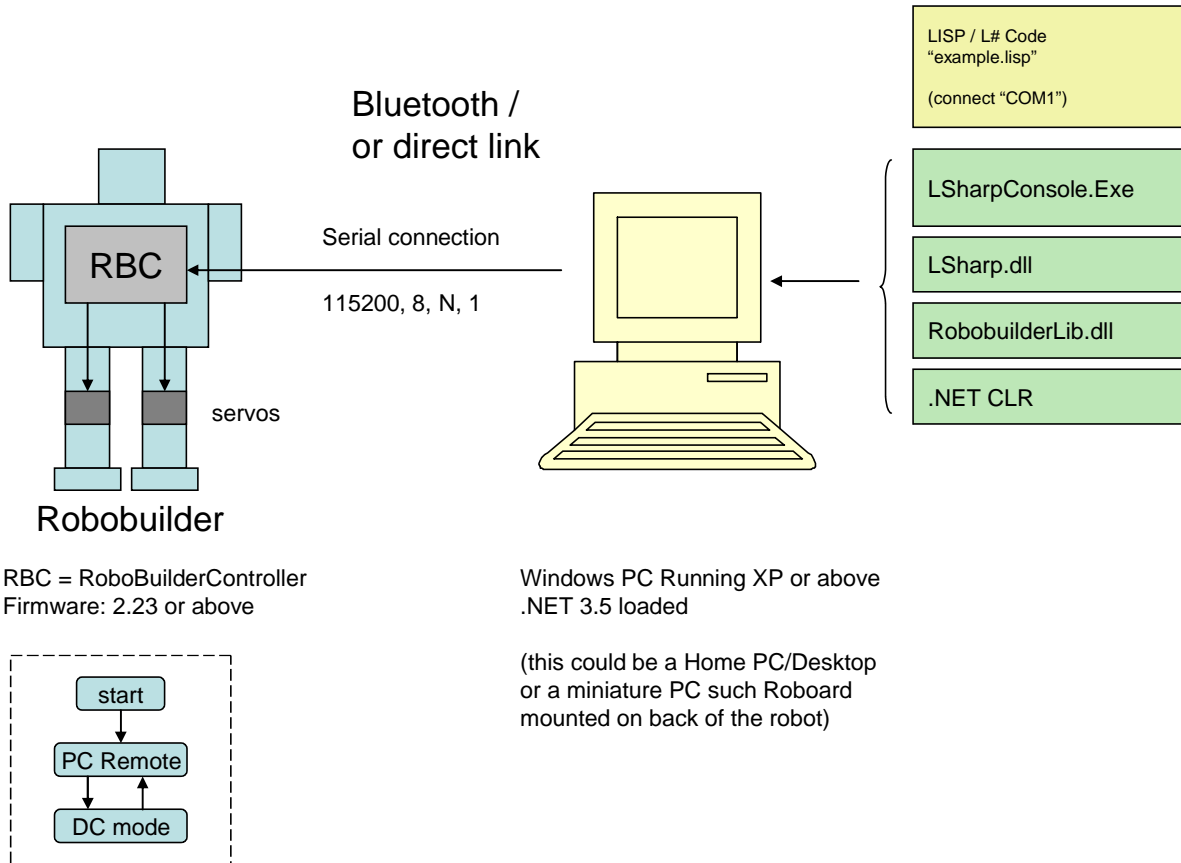 LISP / L# Code
“example.lisp”
(connect “COM1”)
Bluetooth /
or direct link
LSharpConsole.Exe
LSharp.dll
RobobuilderLib.dll
.NET CLR
Serial connection
115200, 8, N, 1
RBC
servos
Robobuilder
RBC = RoboBuilderController
Firmware: 2.23 or above
Windows PC Running XP or above
.NET 3.5 loaded
(this could be a Home PC/Desktop
or a miniature PC such Roboard
mounted on back of the robot)
start
PC Remote
DC mode